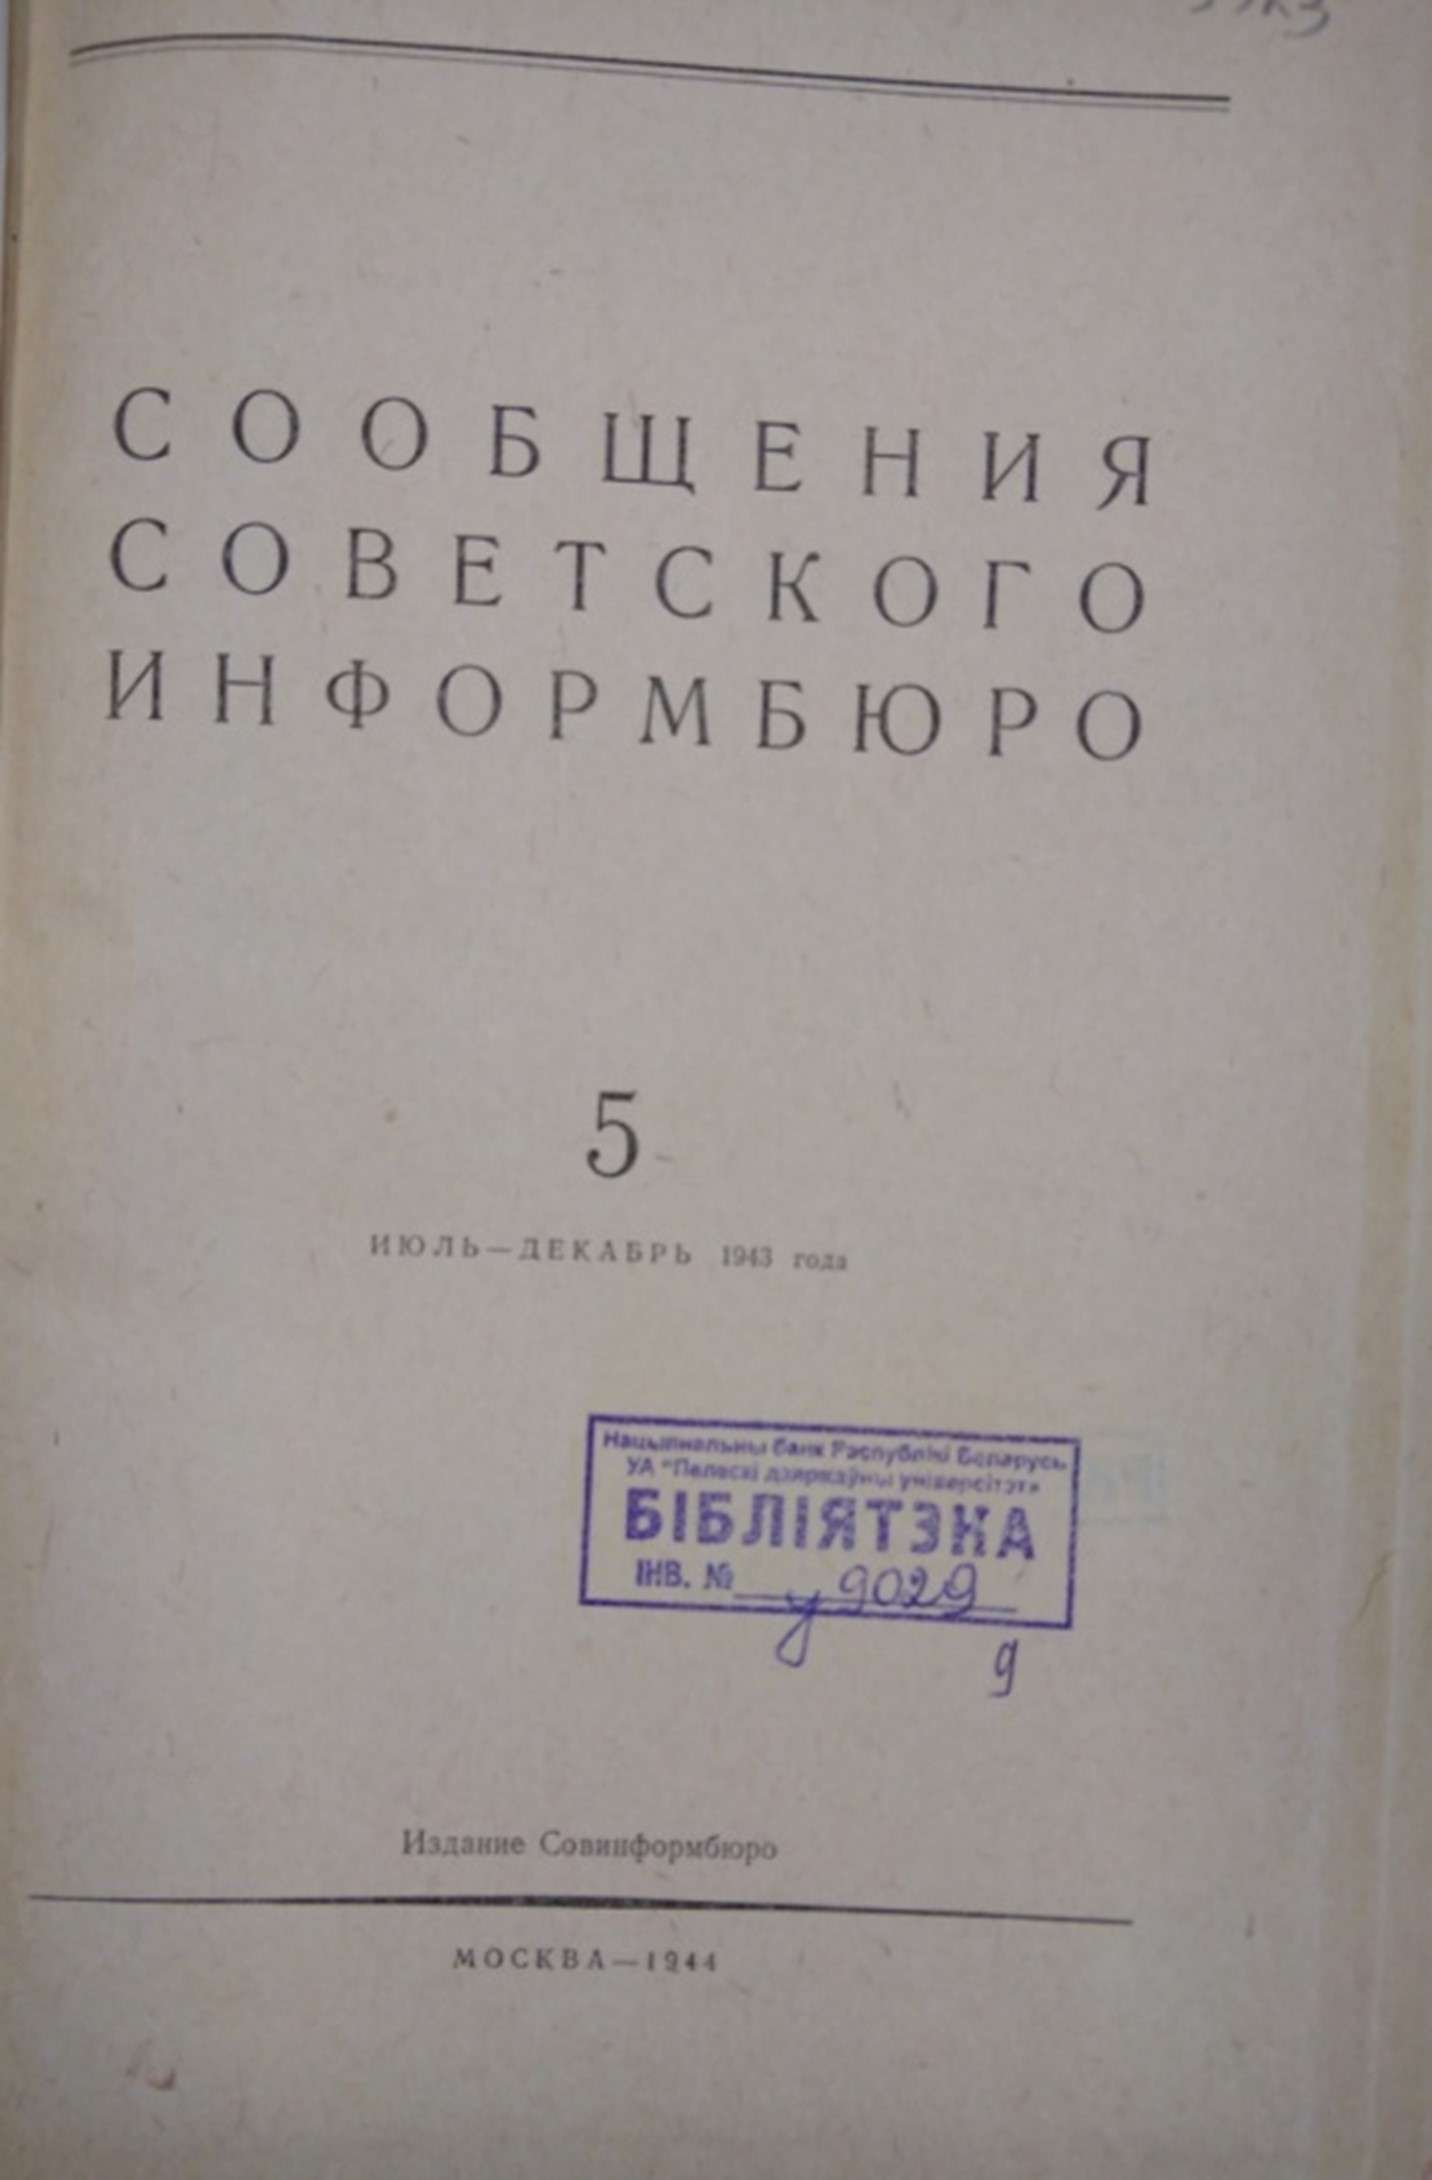 СООБЩЕНИЯ
СОВЕТСКОГО
ИНФОРМБЮРО
5
ИЮЛЬ—ДЕКАБРЬ 1943 года
Нацыянальны банк Рэспублікі Беларусь
УА "Палескі дзяржаўны універсітэт"
БІБЛІЯТЭКА
ІНВ. № у 9029
9
Издание Совинформбюро
МОСКВА—1944